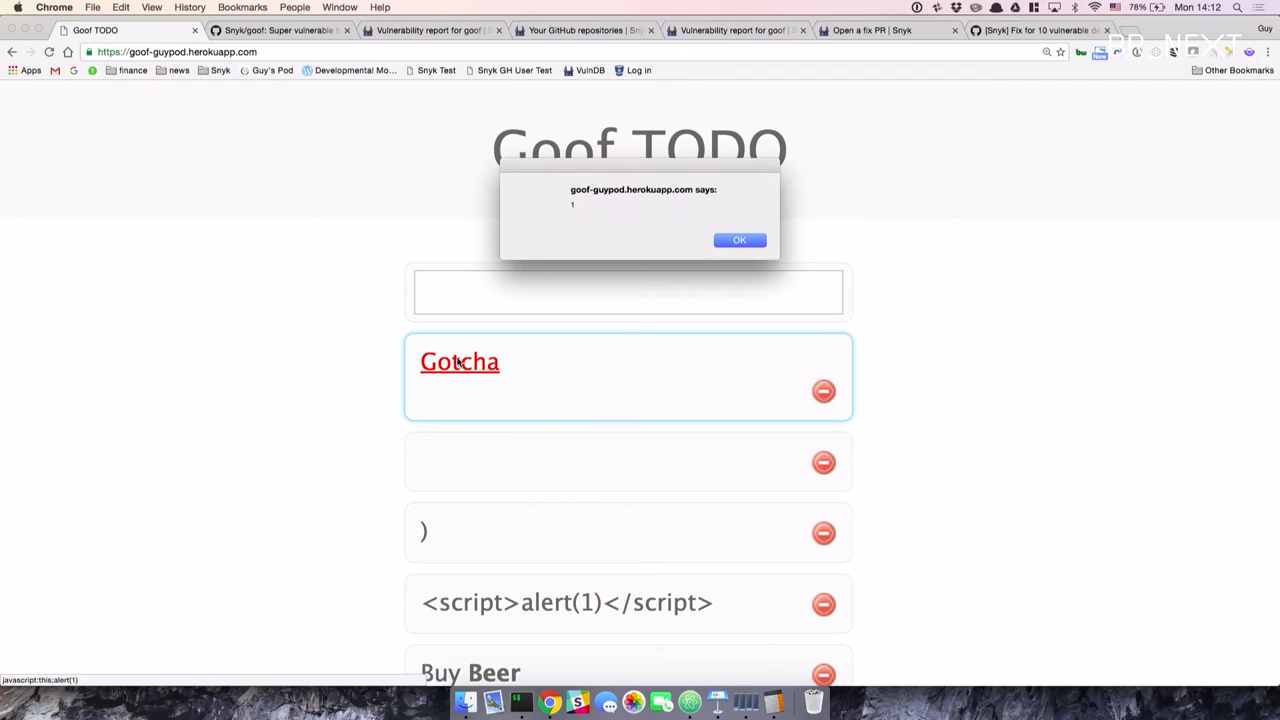 Chrome File Edit View History Bookmarks People Window Help 78% Mon 14:12
Goof TODO Snyk/goof: Super vulnerable Vulnerability report for goof | S Your GitHub repositories | Sny Vulnerability report for goof | S Open a fix PR | Snyk [Snyk] Fix for 10 vulnerable de Guy
NEXT
https://goof-guypod.herokuapp.com
Apps finance news Snyk Guy's Pod Developmental Mo... Snyk Test Snyk GH User Test VulnDB Log in Other Bookmarks
Goof TODO
goof-guypod.herokuapp.com says:
1
OK
Gotcha
)
<script>alert(1)</script>
Buy Beer
javascript:this;alert(1)